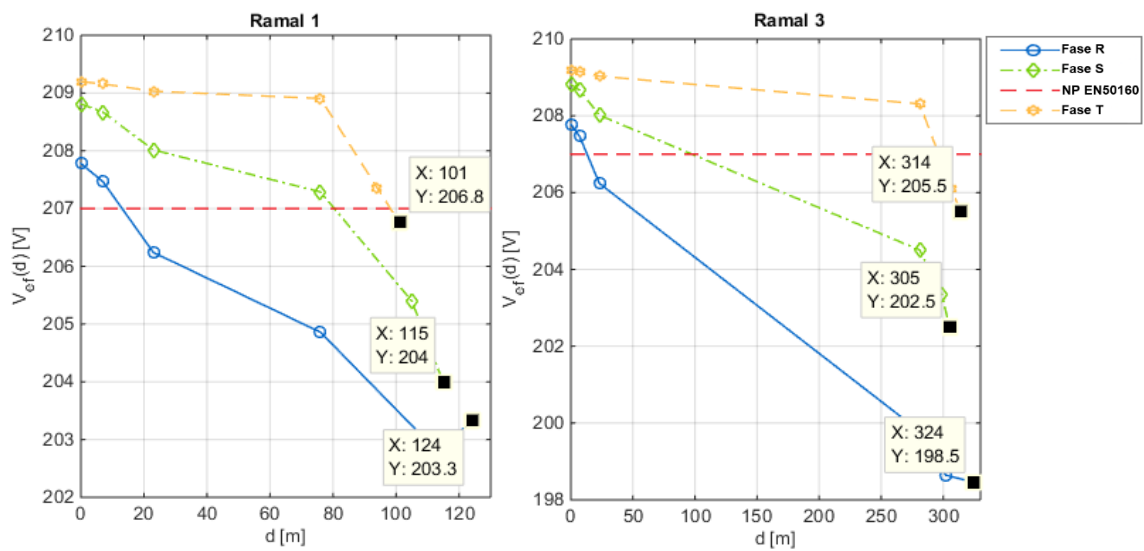 Ramal 1
210
209
208
207
206
205
204
203
202
V_ef(d) [V]
0
20
40
60
80
100
120
d [m]
X: 101
Y: 206.8
X: 115
Y: 204
X: 124
Y: 203.3
Ramal 3
210
208
206
204
202
200
198
V_ef(d) [V]
0
50
100
150
200
250
300
d [m]
X: 314
Y: 205.5
X: 305
Y: 202.5
X: 324
Y: 198.5
Fase R
Fase S
NP EN50160
Fase T